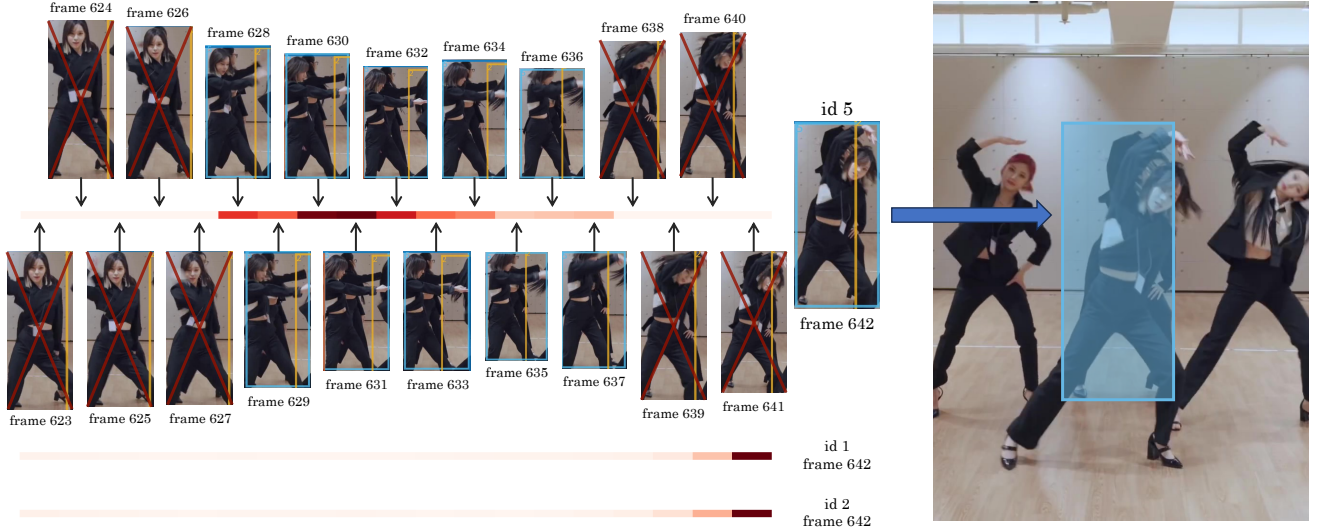 frame 624
frame 626
frame 628
frame 630
frame 632
frame 634
frame 636
frame 638
frame 640
id 5
frame 642
frame 623
frame 625
frame 627
frame 629
frame 631
frame 633
frame 635
frame 637
frame 639
frame 641
id 1
frame 642
id 2
frame 642